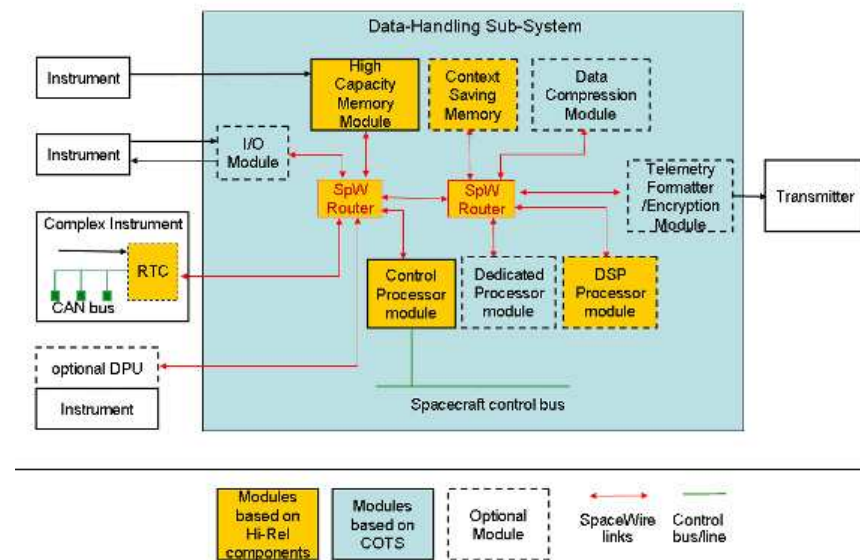 Data-Handling Sub-System
Instrument
High
Capacity
Memory
Module
Context
Saving
Memory
Data
Compression
Module
Instrument
I/O
Module
SpW
Router
SpW
Router
Telemetry
Formatter
/Encryption
Module
Transmitter
Complex Instrument
RTC
CAN bus
Control
Processor
module
Dedicated
Processor
module
DSP
Processor
module
optional DPU
Instrument
Spacecraft control bus
Modules
based on
Hi-Rel
components
Modules
based on
COTS
Optional
Module
SpaceWire
links
Control
bus/line